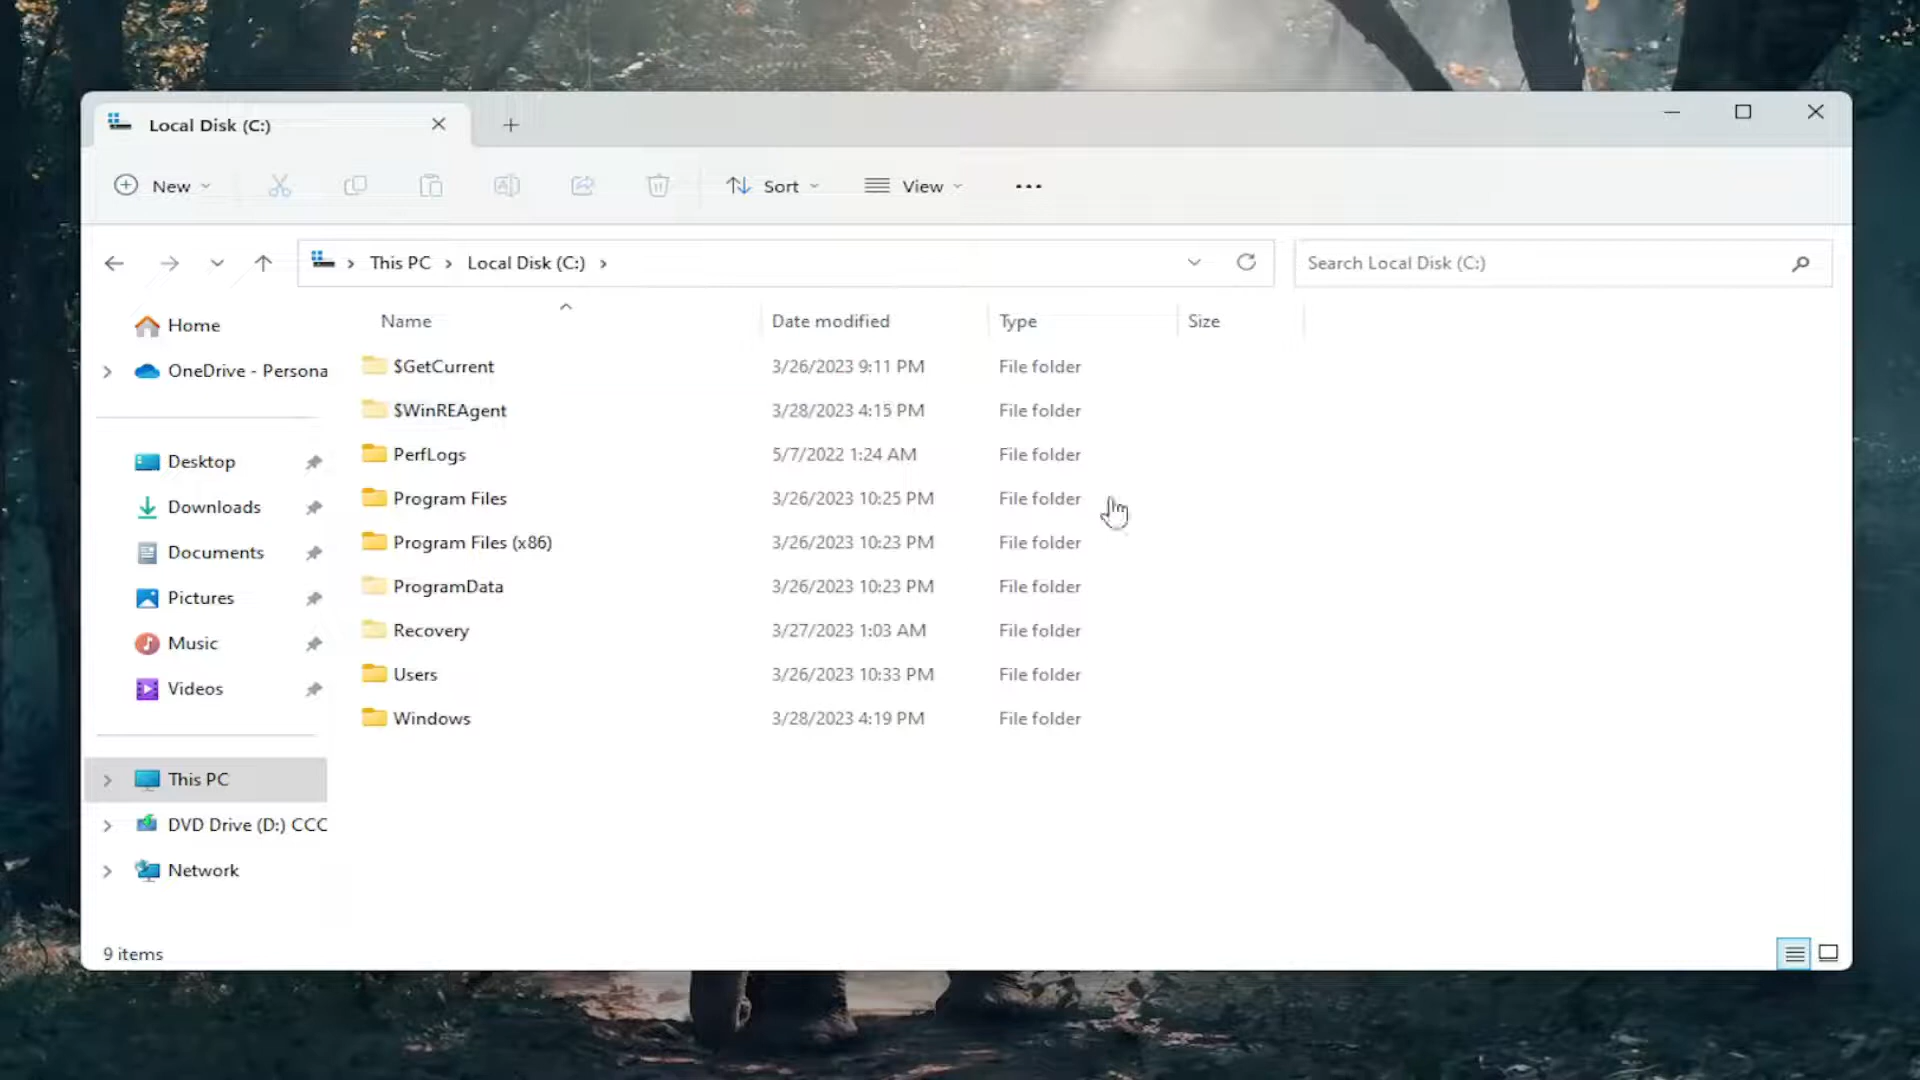 Local Disk (C:)
New
Sort
View
This PC
Local Disk (C:)
Search Local Disk (C:)
Home
OneDrive - Persona
Desktop
Downloads
Documents
Pictures
Music
Videos
This PC
DVD Drive (D:) CCC
Network
Name Date modified Type Size
$GetCurrent 3/26/2023 9:11 PM File folder
$WinREAgent 3/28/2023 4:15 PM File folder
PerfLogs 5/7/2022 1:24 AM File folder
Program Files 3/26/2023 10:25 PM File folder
Program Files (x86) 3/26/2023 10:23 PM File folder
ProgramData 3/26/2023 10:23 PM File folder
Recovery 3/27/2023 1:03 AM File folder
Users 3/26/2023 10:33 PM File folder
Windows 3/28/2023 4:19 PM File folder
9 items